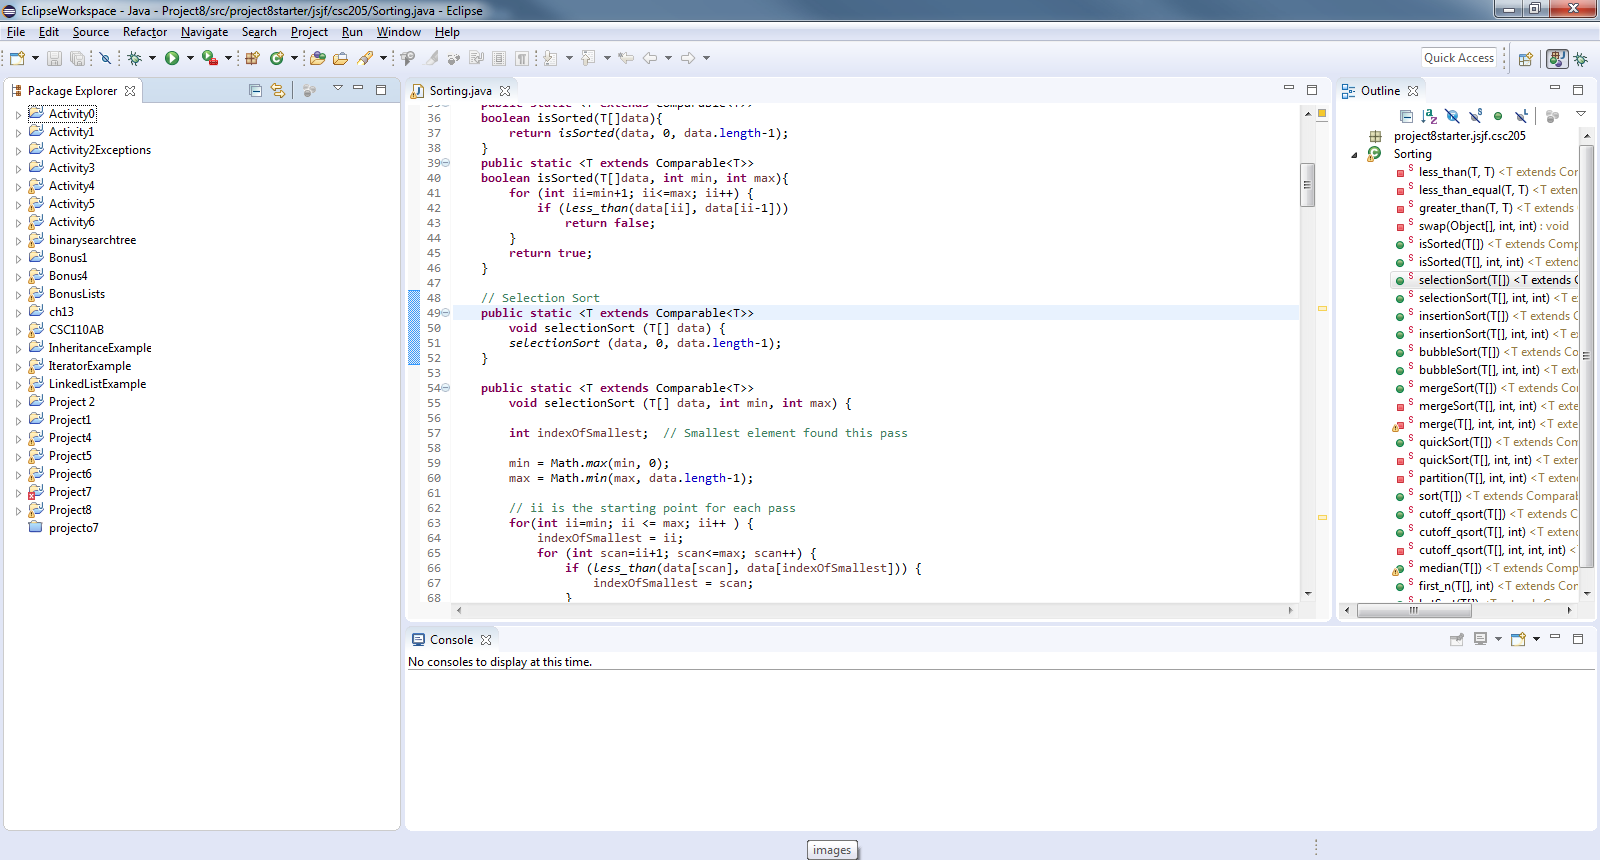 EclipseWorkspace - Java - Project8/src/project8starter/jsjf/csc205/Sorting.java - Eclipse
File Edit Source Refactor Navigate Search Project Run Window Help
Quick Access
Package Explorer
Activity0
Activity1
Activity2Exceptions
Activity3
Activity4
Activity5
Activity6
binarysearchtree
Bonus1
Bonus4
BonusLists
ch13
CSC110AB
InheritanceExample
IteratorExample
LinkedListExample
Project 2
Project1
Project4
Project5
Project6
Project7
Project8
projecto7
Sorting.java
35 public static <T extends Comparable<T>>
36 boolean isSorted(T[]data){
37 return isSorted(data, 0, data.length-1);
38 }
39 public static <T extends Comparable<T>>
40 boolean isSorted(T[]data, int min, int max){
41 for (int ii=min+1; ii<=max; ii++) {
42 if (less_than(data[ii], data[ii-1]))
43 return false;
44 }
45 return true;
46 }
47
48 // Selection Sort
49 public static <T extends Comparable<T>>
50 void selectionSort (T[] data) {
51 selectionSort (data, 0, data.length-1);
52 }
53
54 public static <T extends Comparable<T>>
55 void selectionSort (T[] data, int min, int max) {
56
57 int indexOfSmallest; // Smallest element found this pass
58
59 min = Math.max(min, 0);
60 max = Math.min(max, data.length-1);
61
62 // ii is the starting point for each pass
63 for(int ii=min; ii <= max; ii++ ) {
64 indexOfSmallest = ii;
65 for (int scan=ii+1; scan<=max; scan++) {
66 if (less_than(data[scan], data[indexOfSmallest])) {
67 indexOfSmallest = scan;
68 }
Outline
project8starter.jsjf.csc205
Sorting
less_than(T, T) <T extends Cor
less_than_equal(T, T) <T exten
greater_than(T, T) <T extends
swap(Object[], int, int) : void
isSorted(T[]) <T extends Comp
isSorted(T[], int, int) <T extenc
selectionSort(T[]) <T extends C
selectionSort(T[], int, int) <T e
insertionSort(T[]) <T extends C
insertionSort(T[], int, int) <T e
bubbleSort(T[]) <T extends Co
bubbleSort(T[], int, int) <T ext
mergeSort(T[]) <T extends Con
mergeSort(T[], int, int) <T exte
merge(T[], int, int, int) <T exte
quickSort(T[]) <T extends Com
quickSort(T[], int, int) <T exter
partition(T[], int, int) <T exten
sort(T[]) <T extends Comparal
cutoff_qsort(T[]) <T extends C
cutoff_qsort(T[], int) <T extenc
cutoff_qsort(T[], int, int, int) <T
median(T[]) <T extends Comp
first_n(T[], int) <T extends Cor
Console
No consoles to display at this time.
images